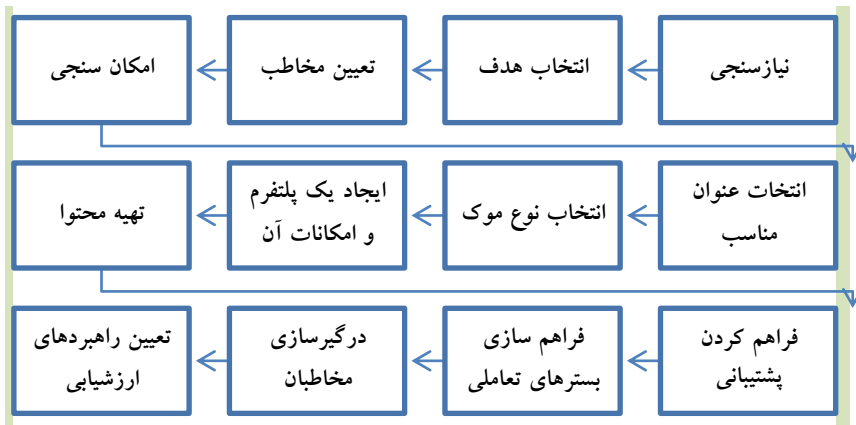 نیازسنجی
انتخاب هدف
تعیین مخاطب
امکان سنجی
انتخات عنوان
مناسب
انتخاب نوع موک
ایجاد یک پلتفرم
و امکانات آن
تهیه محتوا
فراهم کردن
پشتیبانی
فراهم سازی
بسترهای تعاملی
درگیرسازی
مخاطبان
تعیین راهبردهای
ارزشیابی